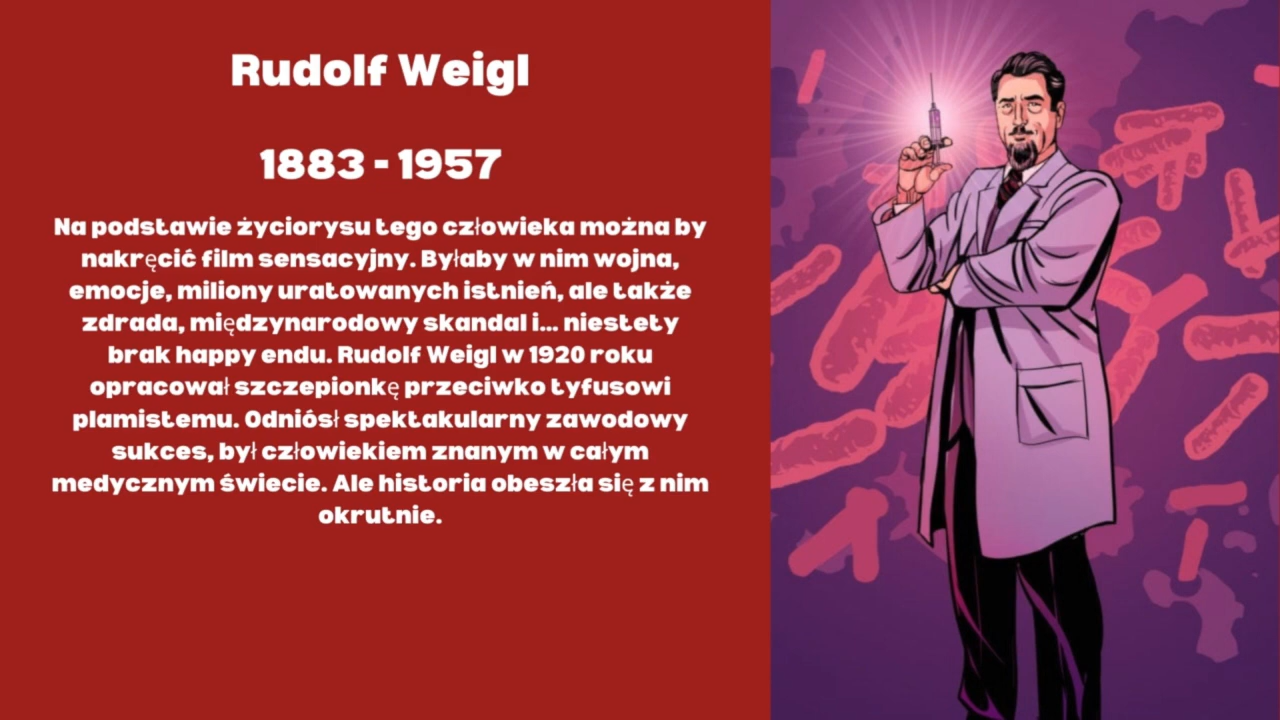 Rudolf Weigl
1883 - 1957
Na podstawie życiorysu tego człowieka można by
nakręcić film sensacyjny. Byłaby w nim wojna,
emocje, miliony uratowanych istnień, ale także
zdrada, międzynarodowy skandal i... niestety
brak happy endu. Rudolf Weigl w 1920 roku
opracował szczepionkę przeciwko tyfusowi
plamistemu. Odniósł spektakularny zawodowy
sukces, był człowiekiem znanym w całym
medycznym świecie. Ale historia obeszła się z nim
okrutnie.